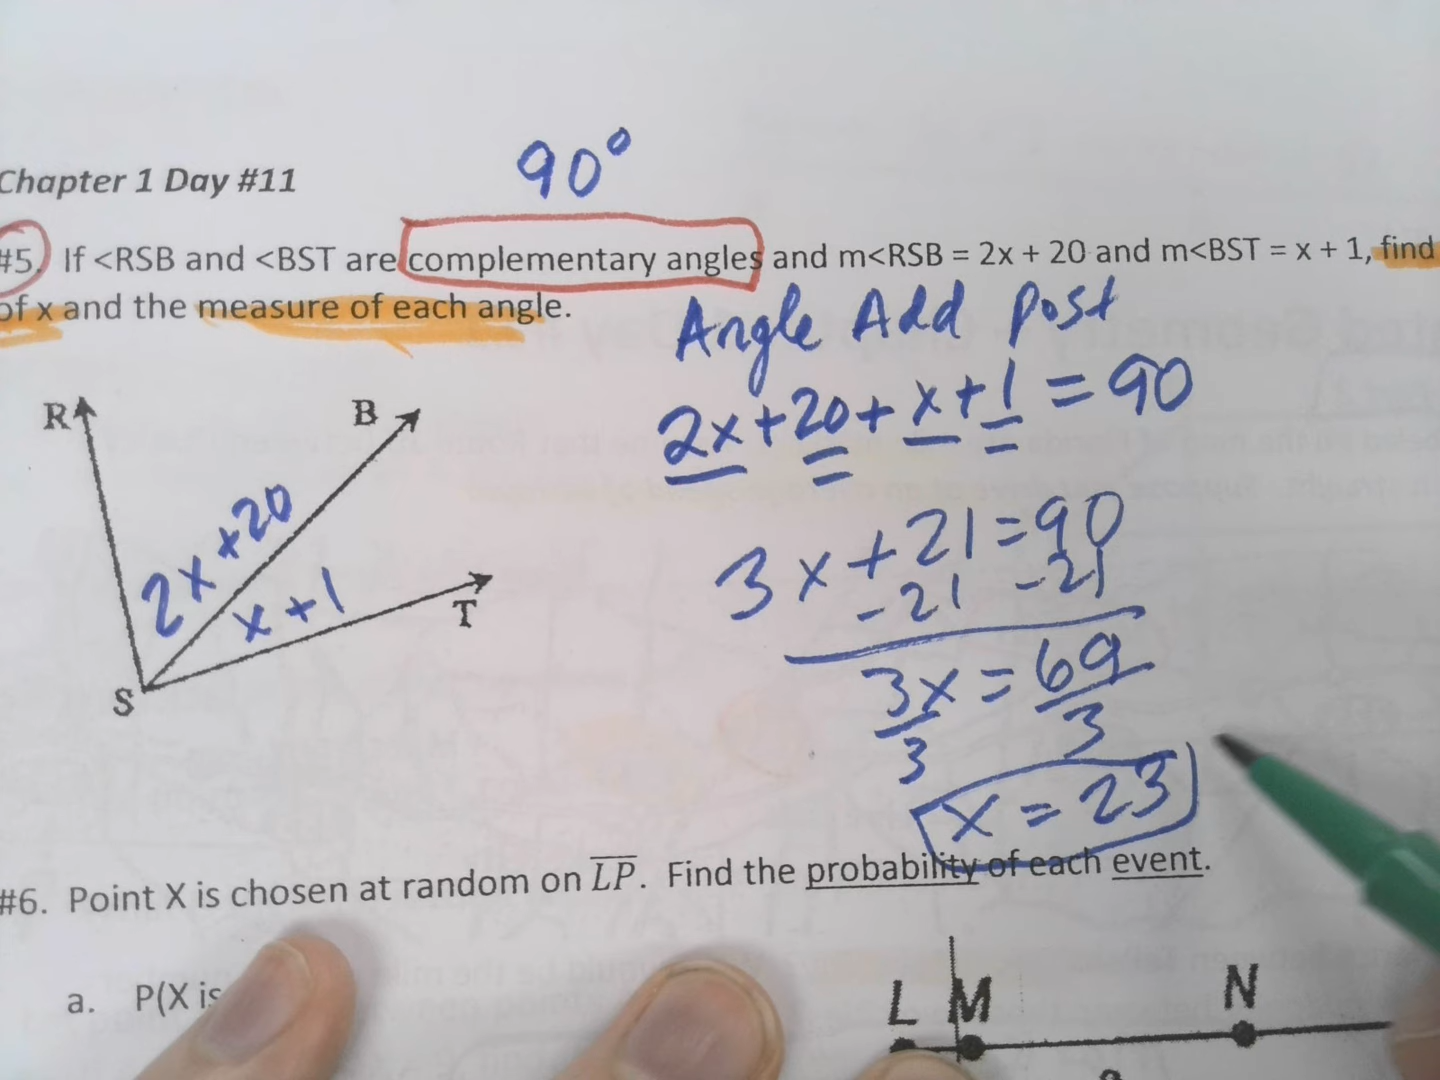 90°
Chapter 1 Day #11
#5. If <RSB and <BST are complementary angles and m<RSB = 2x + 20 and m<BST = x + 1, find
of x and the measure of each angle.
Angle Add Post
2x+20+x+1=90
R
B
2x+20
x+1
T
S
3x+21=90
-21 -21
3x=69
3 3
x=23
#6. Point X is chosen at random on LP. Find the probability of each event.
a. P(X is
L M N